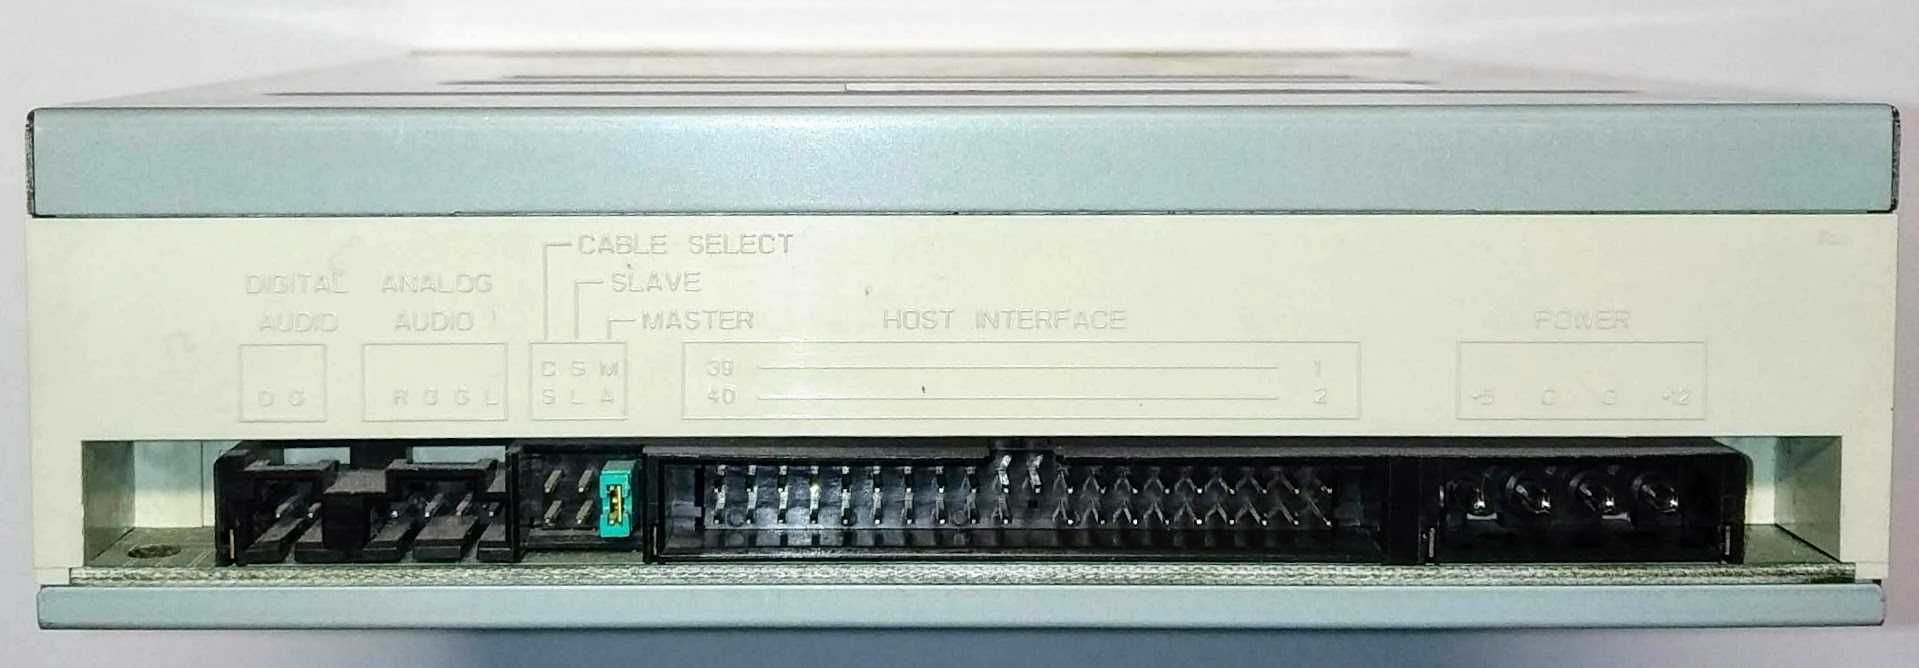 CABLE SELECT
DIGITAL ANALOG SLAVE
AUDIO AUDIO MASTER HOST INTERFACE POWER
C S M 39 1
D G R G G L S L A 40 2 +5 G G +12